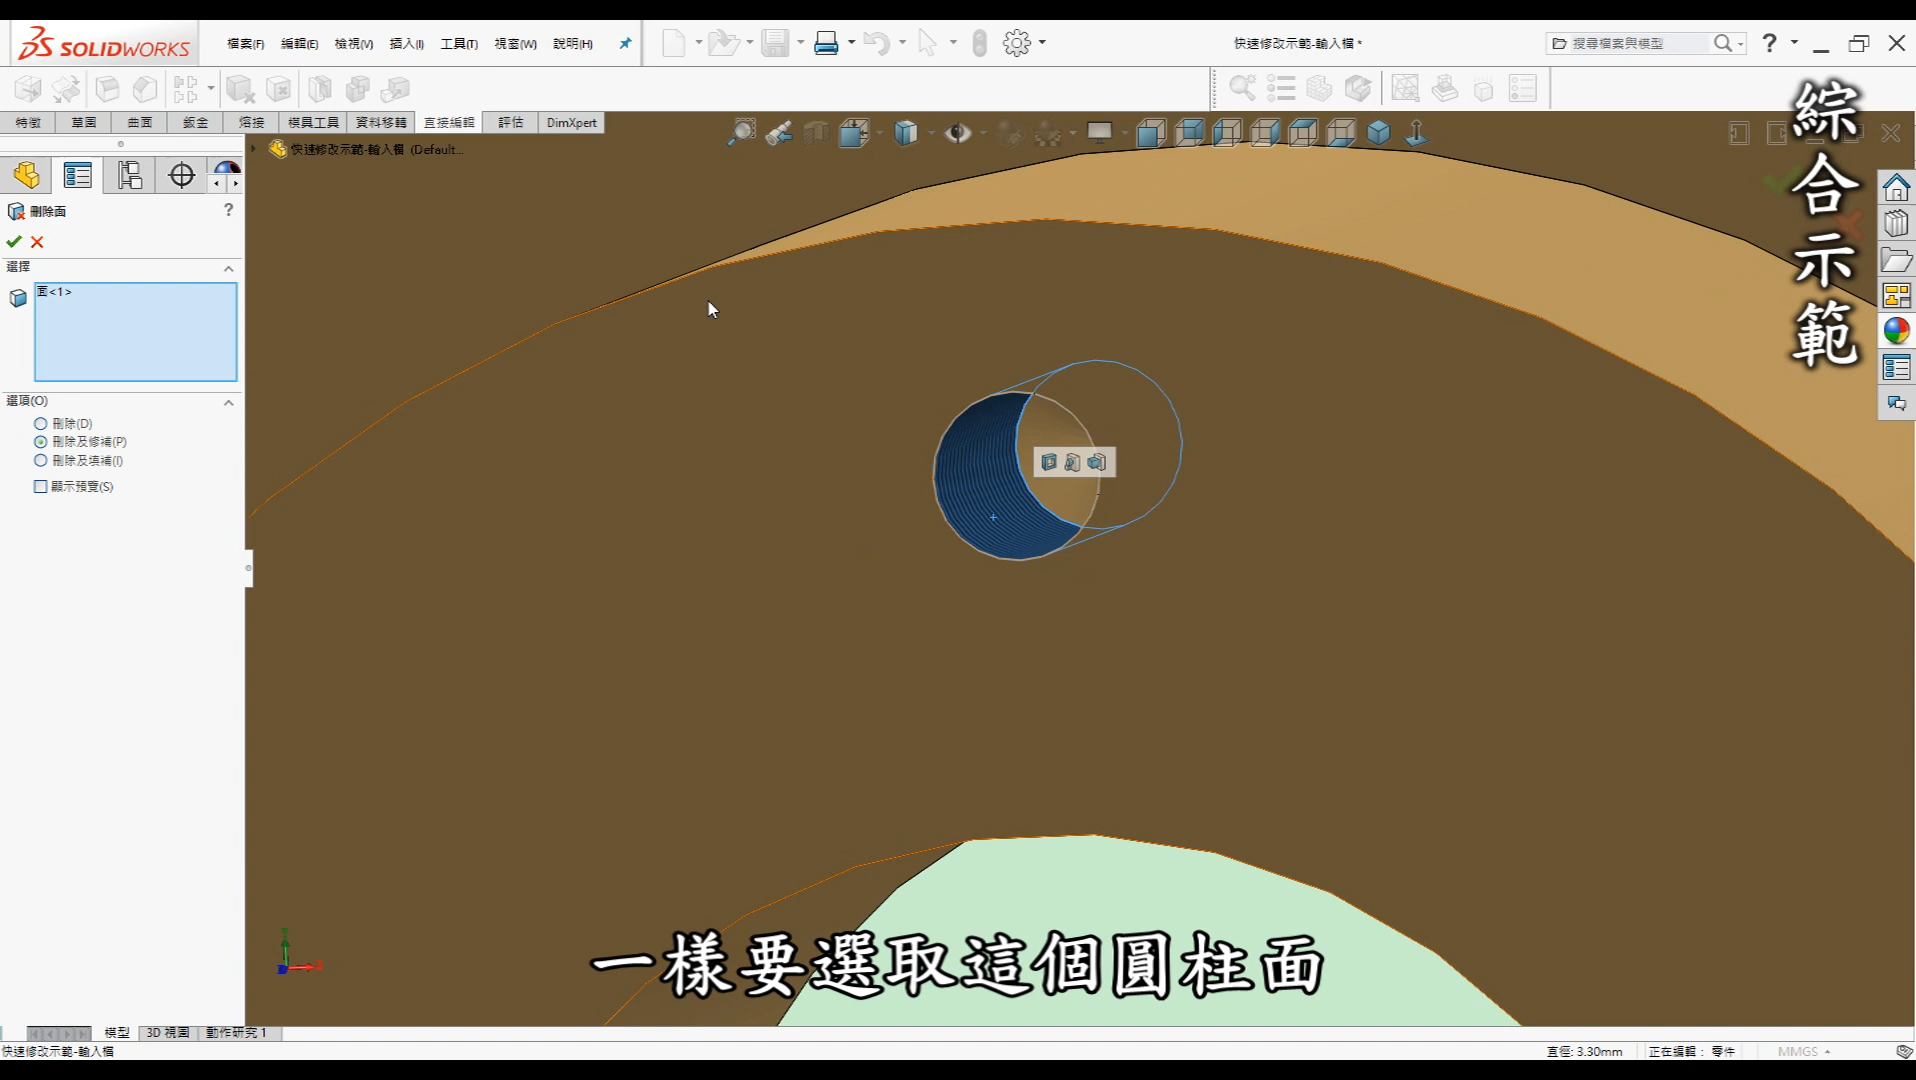 SOLIDWORKS
檔案(F) 編輯(E) 檢視(V) 插入(I) 工具(T) 視窗(W) 說明(H)
快速修改示範-輸入檔 *
搜尋檔案與模型
?
特徵 草圖 曲面 鈑金 熔接 模具工具 資料移轉 直接編輯 評估 DimXpert
快速修改示範-輸入檔 (Default...
綜合示範
刪除面
?
選擇
面<1>
選項(O)
刪除(D)
刪除及修補(P)
刪除及填補(I)
顯示預覽(S)
一樣要選取這個圓柱面
模型 3D 視圖 動作研究 1
快速修改示範-輸入檔
直徑: 3.30mm 正在編輯： 零件 MMGS